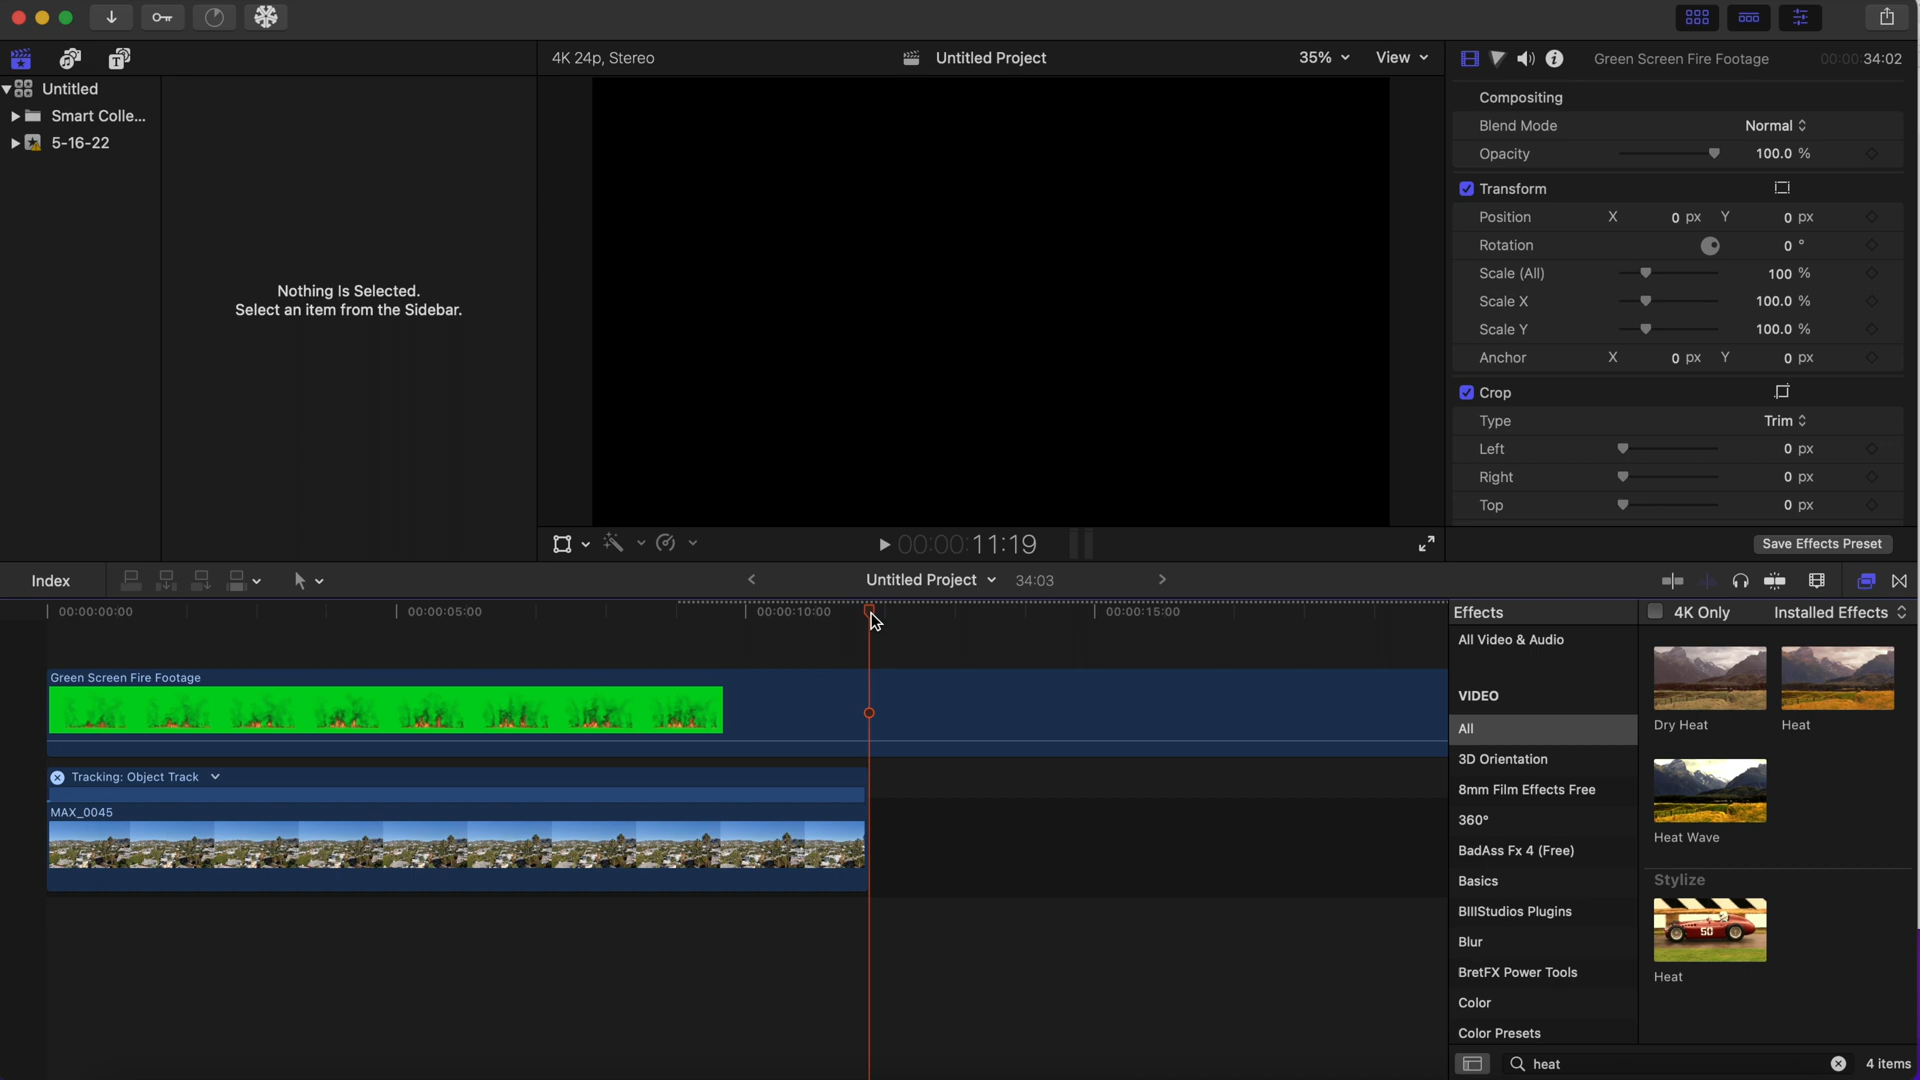 4K 24p, Stereo
Untitled Project
35%
View
Green Screen Fire Footage
00:00:34:02
Untitled
Smart Colle...
5-16-22
Nothing Is Selected.
Select an item from the Sidebar.
Compositing
Blend Mode
Normal
Opacity
100.0 %
Transform
Position
X
0 px
Y
0 px
Rotation
0 °
Scale (All)
100 %
Scale X
100.0 %
Scale Y
100.0 %
Anchor
X
0 px
Y
0 px
Crop
Type
Trim
Left
0 px
Right
0 px
Top
0 px
00:00:11:19
Save Effects Preset
Index
Untitled Project
34:03
00:00:00:00
00:00:05:00
00:00:10:00
00:00:15:00
Green Screen Fire Footage
Tracking: Object Track
MAX_0045
Effects
4K Only
Installed Effects
All Video & Audio
VIDEO
All
3D Orientation
8mm Film Effects Free
360°
BadAss Fx 4 (Free)
Basics
BIIIStudios Plugins
Blur
BretFX Power Tools
Color
Color Presets
Dry Heat
Heat
Heat Wave
Stylize
50
Heat
heat
4 items